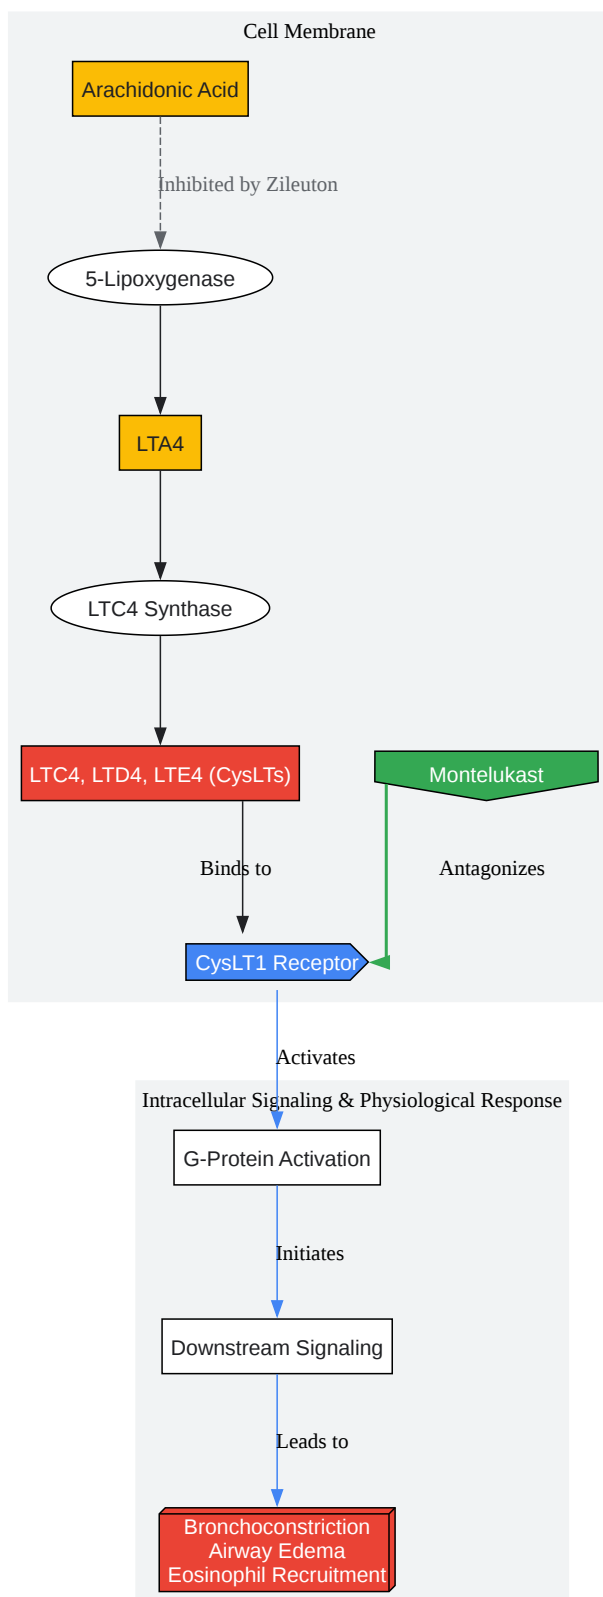 Cell Membrane
Arachidonic Acid
Inhibited by Zileuton
5-Lipoxygenase
LTA4
LTC4 Synthase
LTC4, LTD4, LTE4 (CysLTs)
Montelukast
Binds to
Antagonizes
CysLT1 Receptor
Activates
Intracellular Signaling & Physiological Response
G-Protein Activation
Initiates
Downstream Signaling
Leads to
Bronchoconstriction
Airway Edema
Eosinophil Recruitment